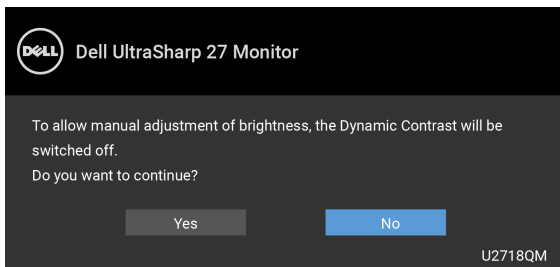 DELL
Dell UltraSharp 27 Monitor
To allow manual adjustment of brightness, the Dynamic Contrast will be
switched off.
Do you want to continue?
Yes
No
U2718QM